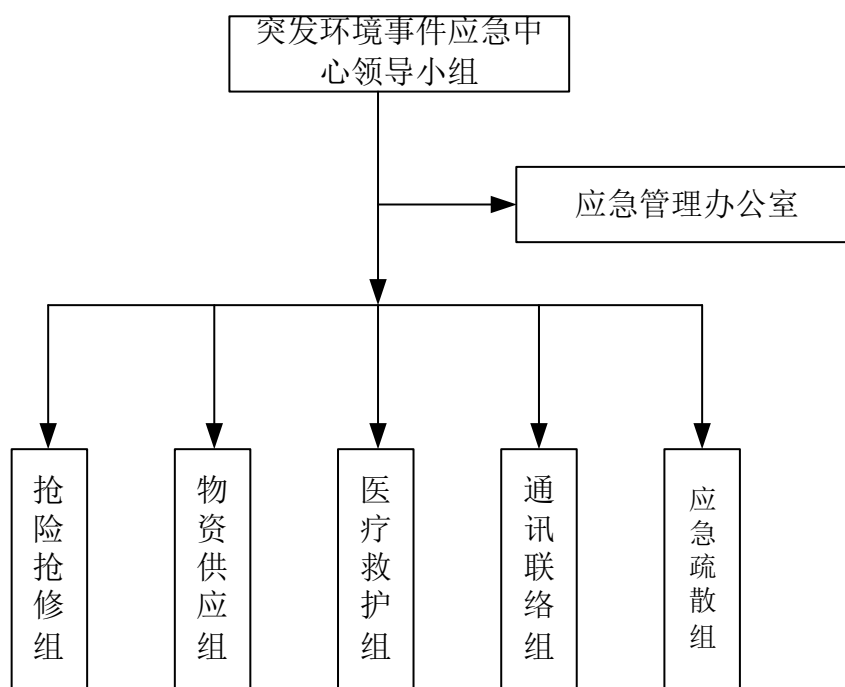 突发环境事件应急中
心领导小组
应急管理办公室
抢险抢修组
物资供应组
医疗救护组
通讯联络组
应急疏散组